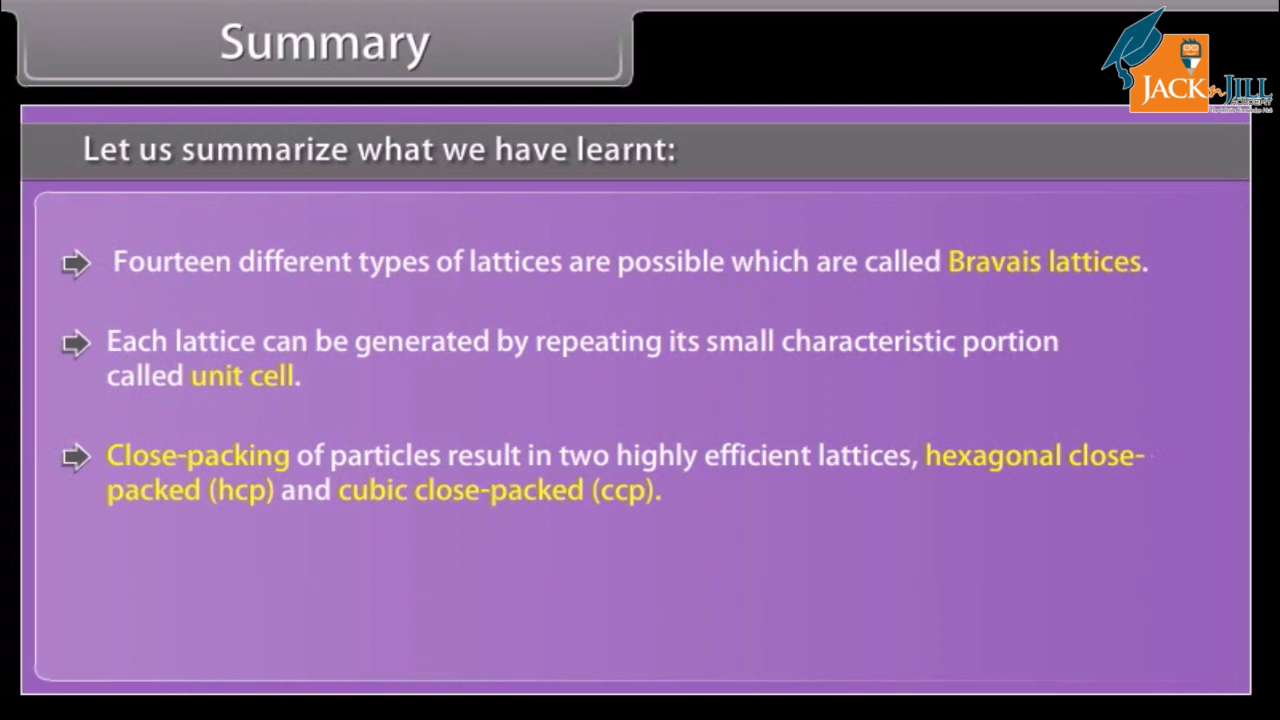 Summary
JACK n JILL
ACADEMY
Let us summarize what we have learnt:
Fourteen different types of lattices are possible which are called Bravais lattices.
Each lattice can be generated by repeating its small characteristic portion
called unit cell.
Close-packing of particles result in two highly efficient lattices, hexagonal close-
packed (hcp) and cubic close-packed (ccp).